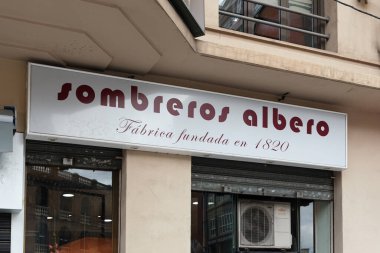 sombreros albero
Fábrica fundada en 1820